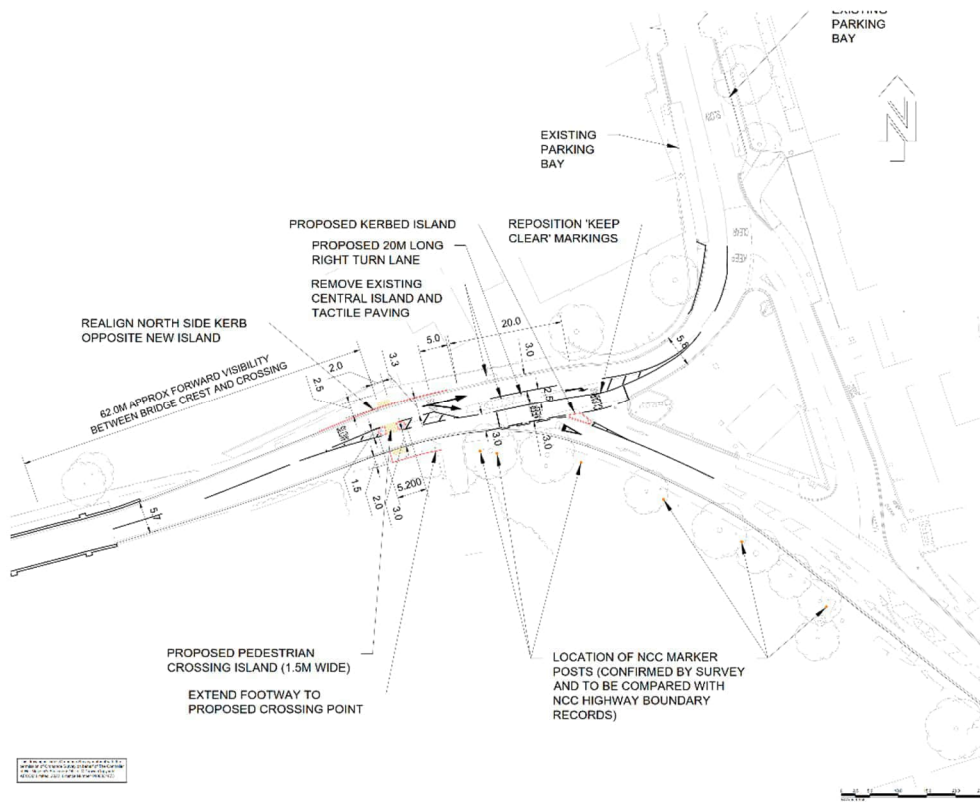 PARKING
BAY
EXISTING
PARKING
BAY
SLOW
KEEP
CLEAR
PROPOSED KERBED ISLAND
REPOSITION 'KEEP
CLEAR' MARKINGS
PROPOSED 20M LONG
RIGHT TURN LANE
REMOVE EXISTING
CENTRAL ISLAND AND
TACTILE PAVING
REALIGN NORTH SIDE KERB
OPPOSITE NEW ISLAND
62.0M APPROX FORWARD VISIBILITY
BETWEEN BRIDGE CREST AND CROSSING
2.5
2.0
3.3
5.0
20.0
3.0
2.5
SLOW
3.0
3.0
1.5
2.0
3.0
5.200
5.7
PROPOSED PEDESTRIAN
CROSSING ISLAND (1.5M WIDE)
EXTEND FOOTWAY TO
PROPOSED CROSSING POINT
LOCATION OF NCC MARKER
POSTS (CONFIRMED BY SURVEY
AND TO BE COMPARED WITH
NCC HIGHWAY BOUNDARY
RECORDS)